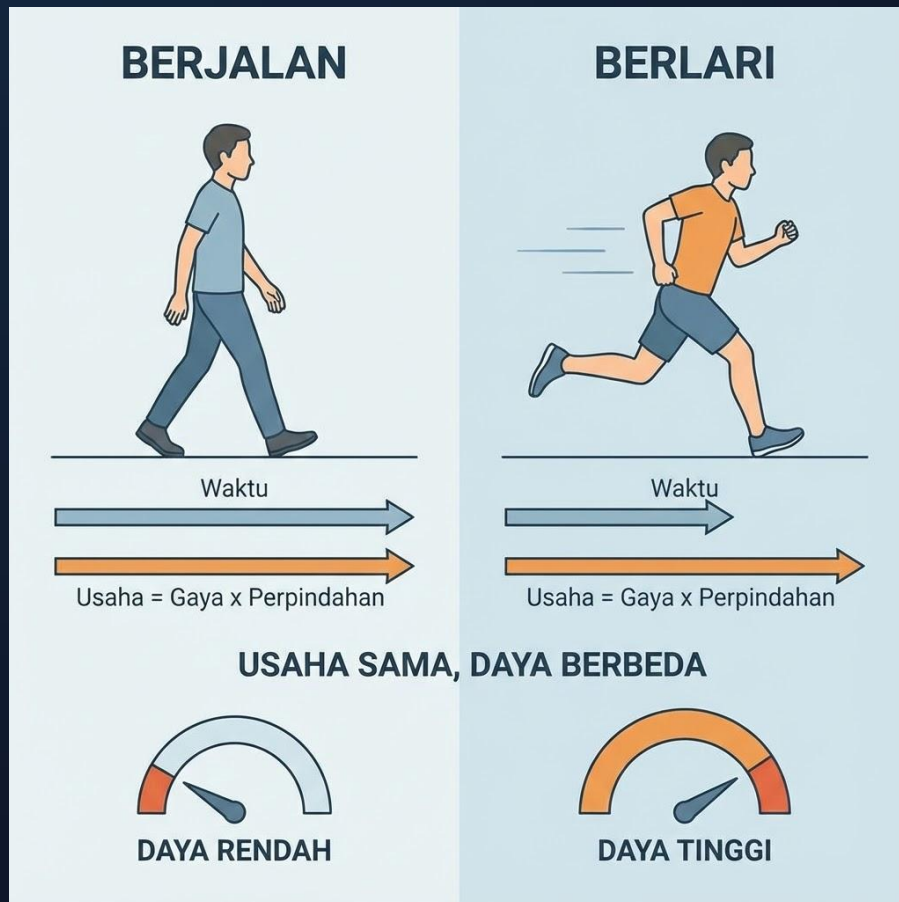 BERJALAN
BERLARI
Waktu
Usaha = Gaya x Perpindahan
Waktu
Usaha = Gaya x Perpindahan
USAHA SAMA, DAYA BERBEDA
DAYA RENDAH
DAYA TINGGI